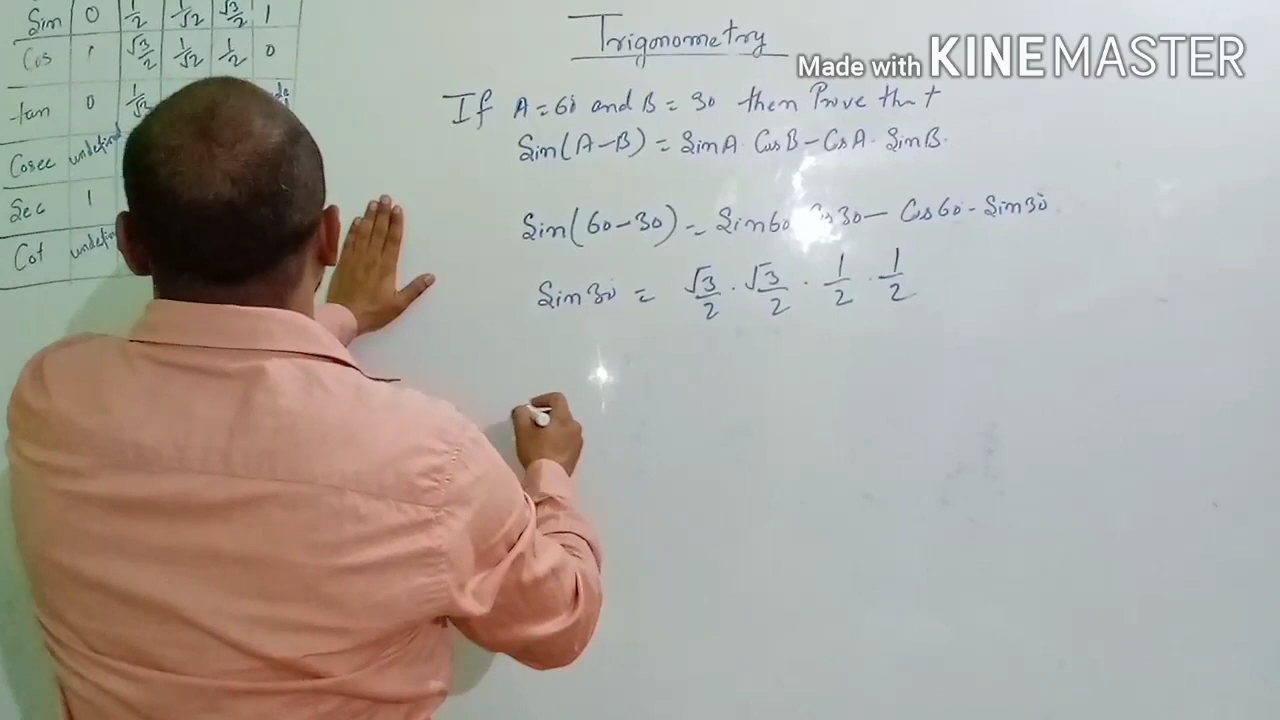 Sin 0 1/2 1/√2 √3/2 1
Cos 1 √3/2 1/√2 1/2 0
tan 0 1/√3
Cosec undefined
Sec 1
Cot undefined
Trigonometry
Made with KINEMASTER
If A = 60 and B = 30 then Prove that
Sin(A-B) = SinA. CosB - CosA. SinB.
Sin(60-30) = Sin60 Cos30 - Cos60 - Sin30
Sin30 = √3/2 . √3/2 . 1/2 . 1/2